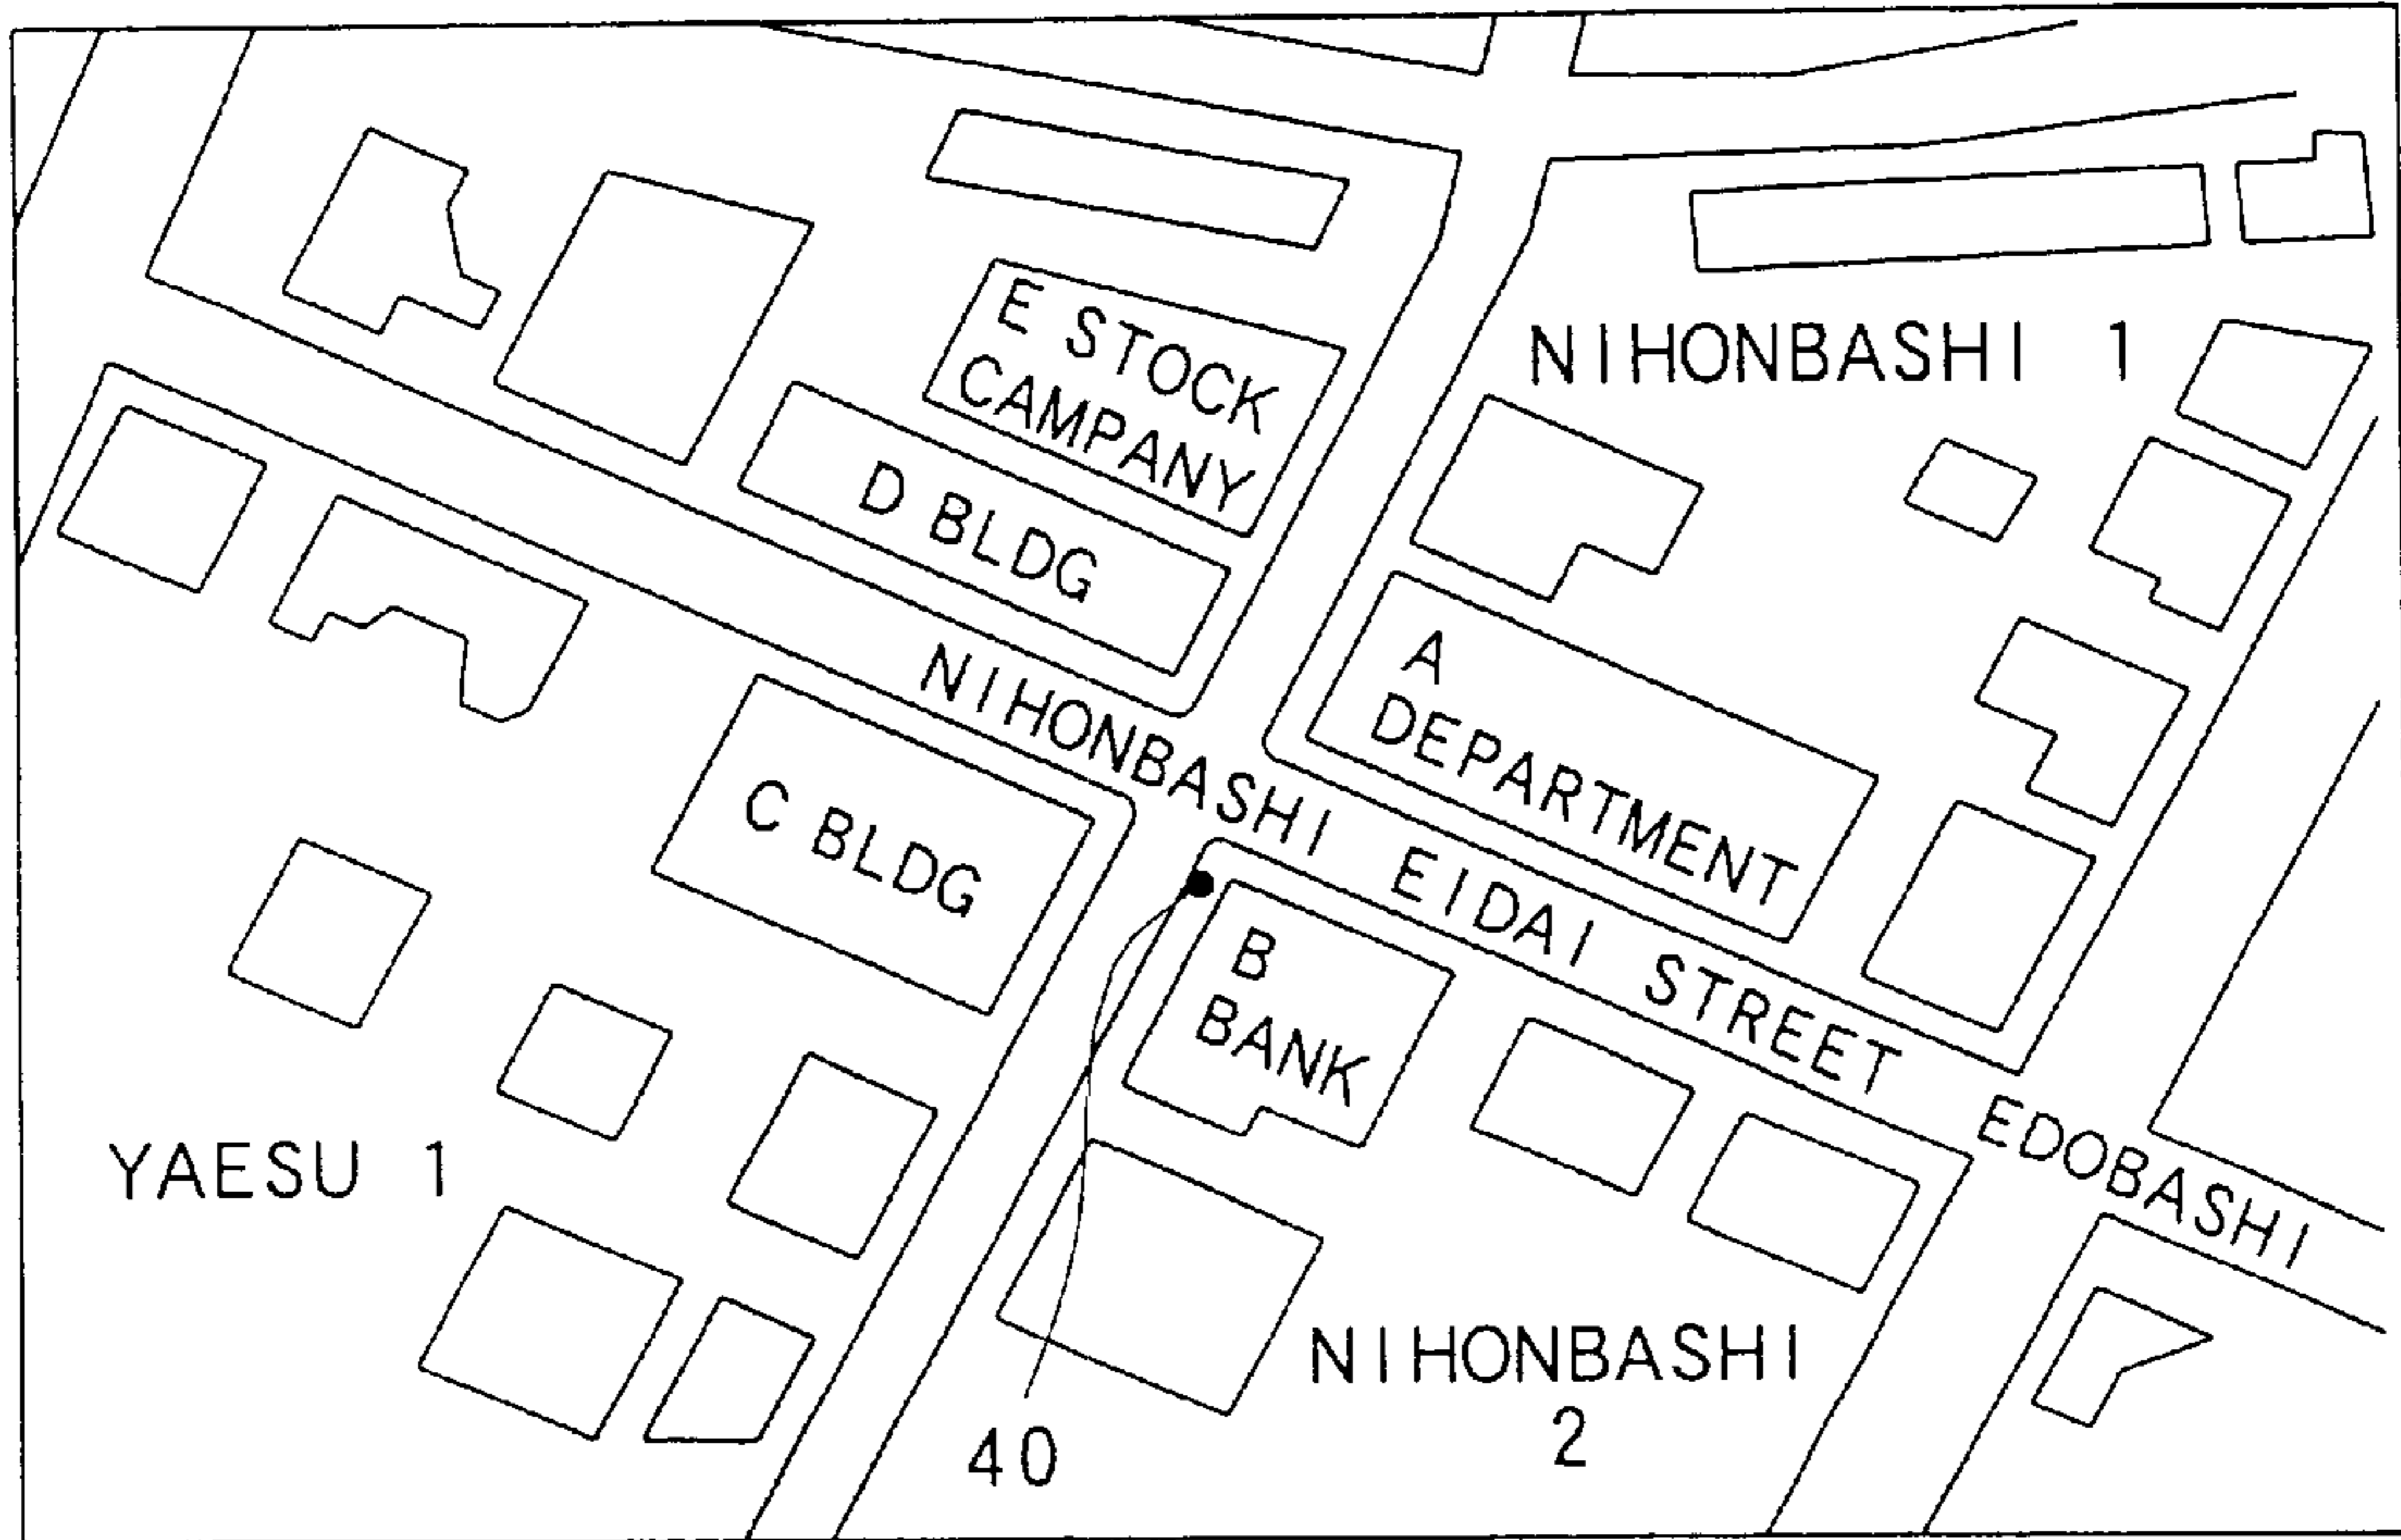 E STOCK
CAMPANY
NIHONBASHI 1
D BLDG
A
DEPARTMENT
NIHONBASHI
C BLDG
EIDAI STREET
B
BANK
EDOBASHI
YAESU 1
NIHONBASHI
2
40